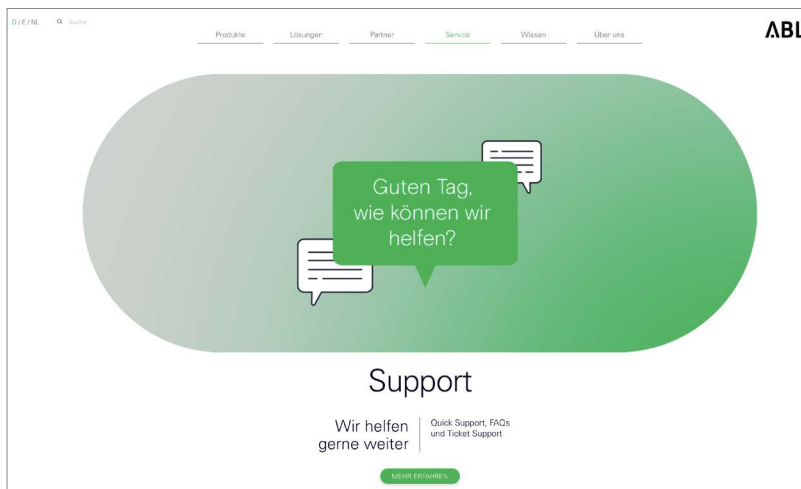 D / E / NL
Suche
Produkte
Lösungen
Partner
Service
Wissen
Über uns
ABL
Guten Tag,
wie können wir
helfen?
Support
Wir helfen
gerne weiter
Quick Support, FAQs
und Ticket Support
MEHR ERFAHREN